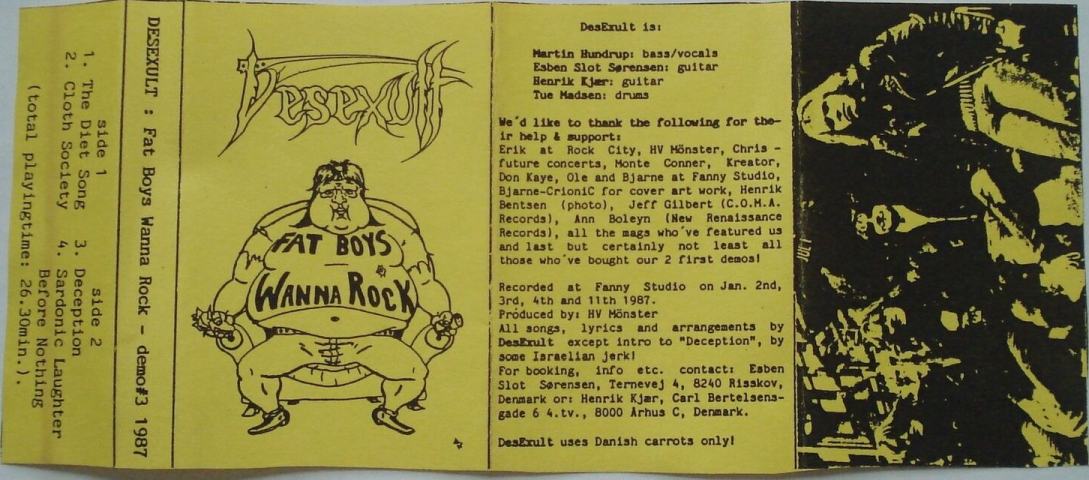 side 1
1. The Diet Song
2. Cloth Society
side 2
3. Deception
4. Sardonic Laughter
Before Nothing
(total playingtime: 26.30min.).
DESEXULT : Fat Boys Wanna Rock - demo#3 1987
Desexult
FAT BOYS
WANNA ROCK
DesExult is:
Martin Hundrup: bass/vocals
Esben Slot Sørensen: guitar
Henrik Kjær: guitar
Tue Madsen: drums
We´d like to thank the following for the-
ir help & support:
Erik at Rock City, HV Mönster, Chris -
future concerts, Monte Conner, Kreator,
Don Kaye, Ole and Bjarne at Fanny Studio,
Bjarne-CrioniC for cover art work, Henrik
Bentsen (photo), Jeff Gilbert (C.O.M.A.
Records), Ann Boleyn (New Renaissance
Records), all the mags who´ve featured us
and last but certainly not least all
those who´ve bought our 2 first demos!
Recorded at Fanny Studio on Jan. 2nd,
3rd, 4th and 11th 1987.
Produced by: HV Mönster
All songs, lyrics and arrangements by
DesExult except intro to "Deception", by
some Israelian jerk!
For booking, info etc. contact: Esben
Slot Sørensen, Ternevej 4, 8240 Risskov,
Denmark or: Henrik Kjær, Carl Bertelsens-
gade 6 4.tv., 8000 Århus C, Denmark.
DesExult uses Danish carrots only!